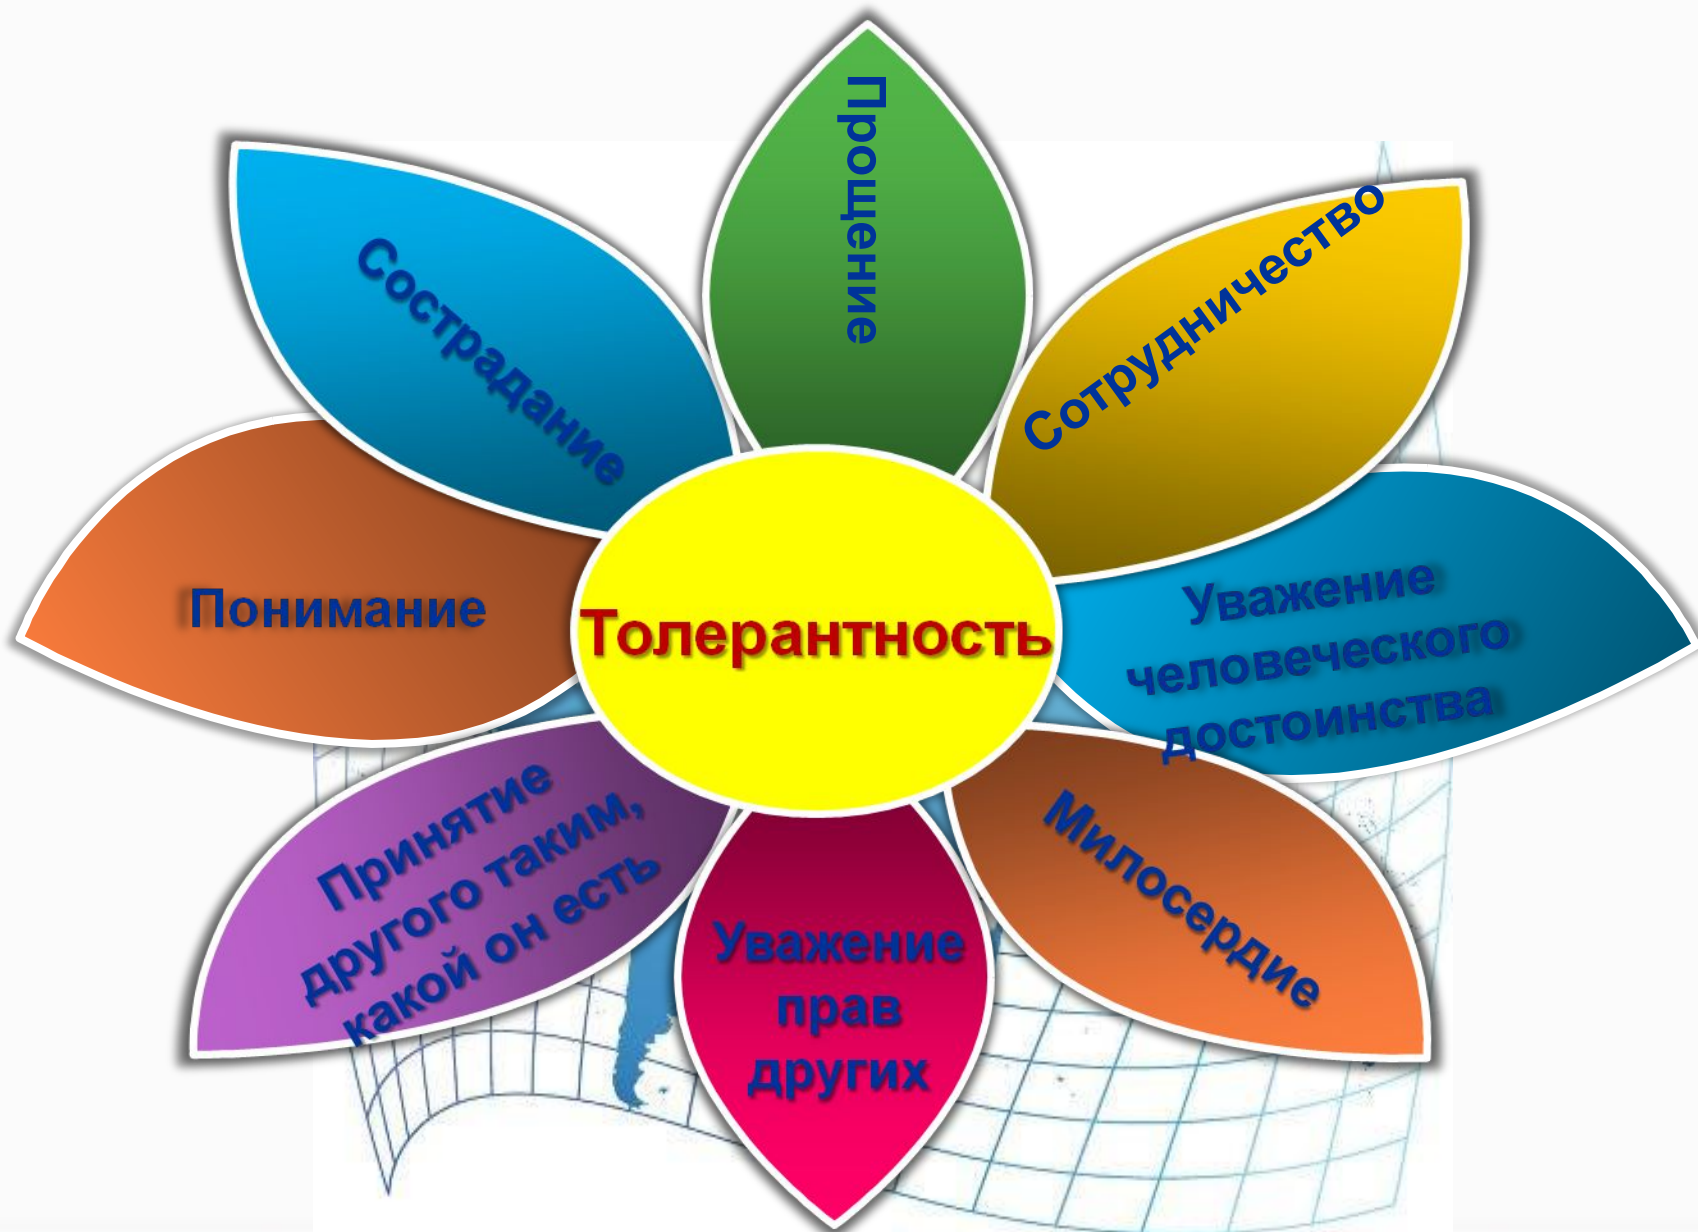 Прощение
Сострадание
Сотрудничество
Понимание
Толерантность
Уважение
человеческого
достоинства
Принятие
другого таким,
какой он есть
Милосердие
Уважение
прав
других